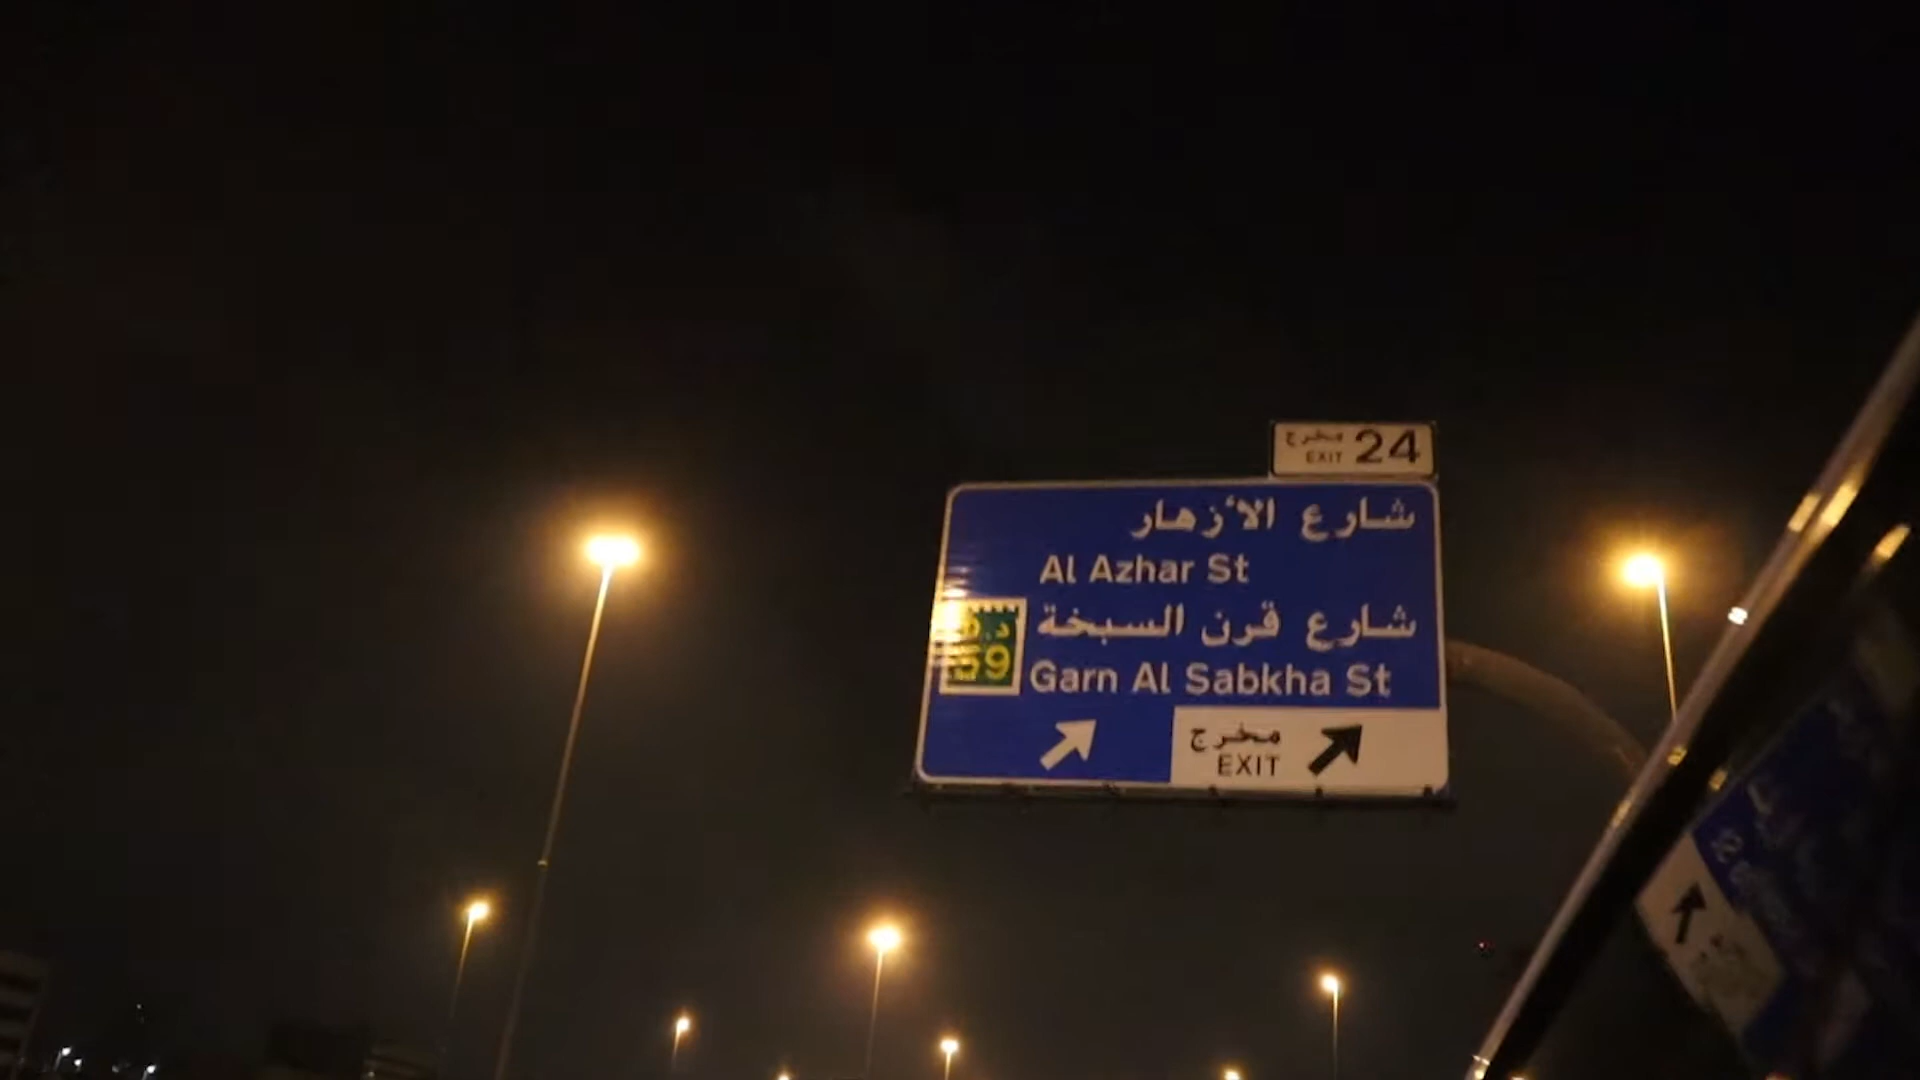 مخرج
EXIT 24
شارع الأزهار
Al Azhar St
شارع قرن السبخة
Garn Al Sabkha St
مخرج
EXIT